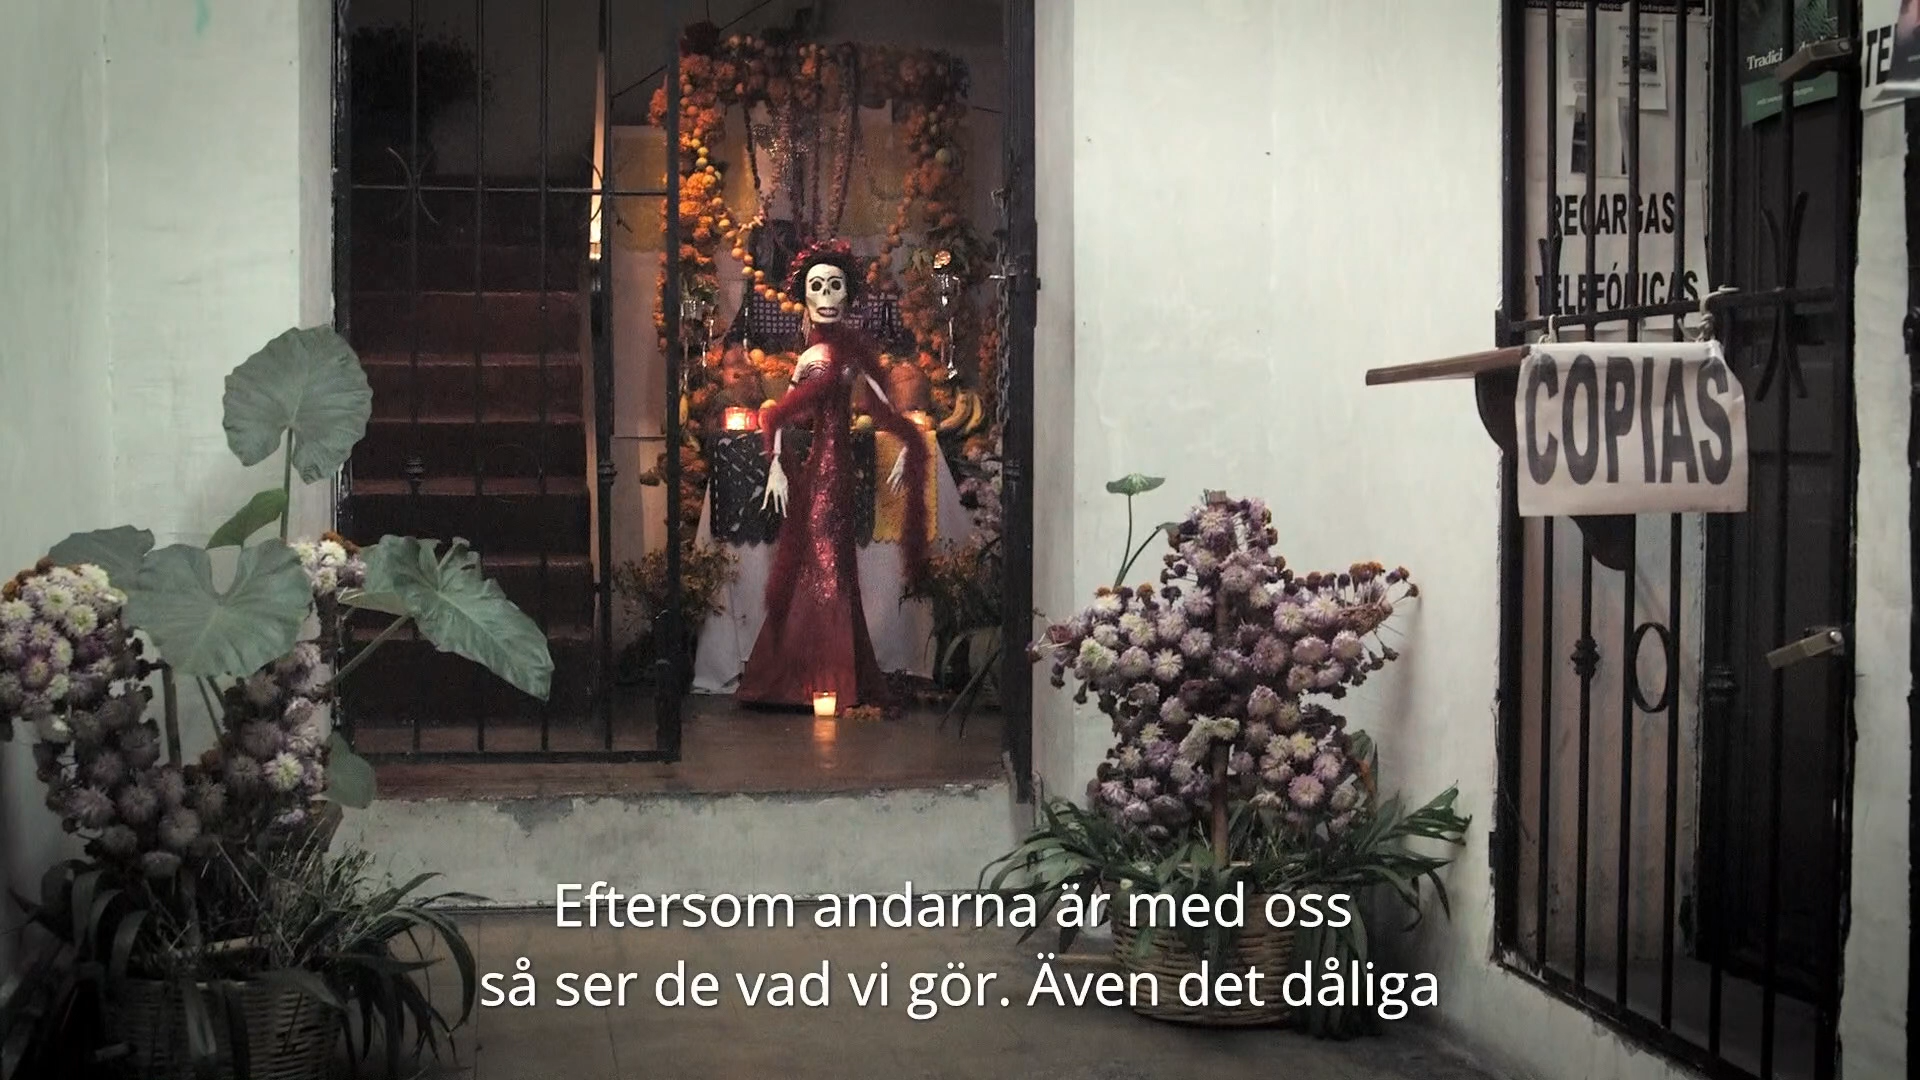 RECARGAS
TELEFÓNICAS
COPIAS
Eftersom andarna är med oss
så ser de vad vi gör. Även det dåliga